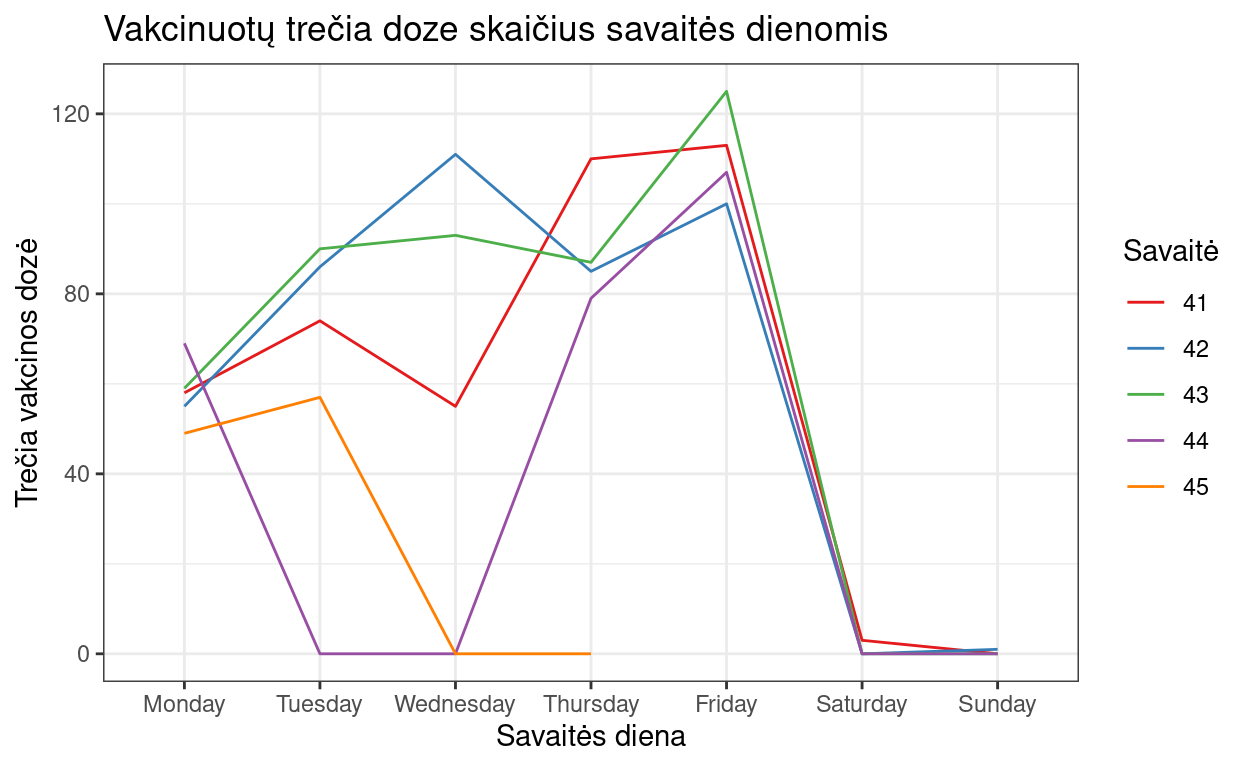 Vakcinuotų trečia doze skaičius savaitės dienomis
Trečia vakcinos dozė
120
80
40
0
Monday Tuesday Wednesday Thursday Friday Saturday Sunday
Savaitės diena
Savaitė
41
42
43
44
45